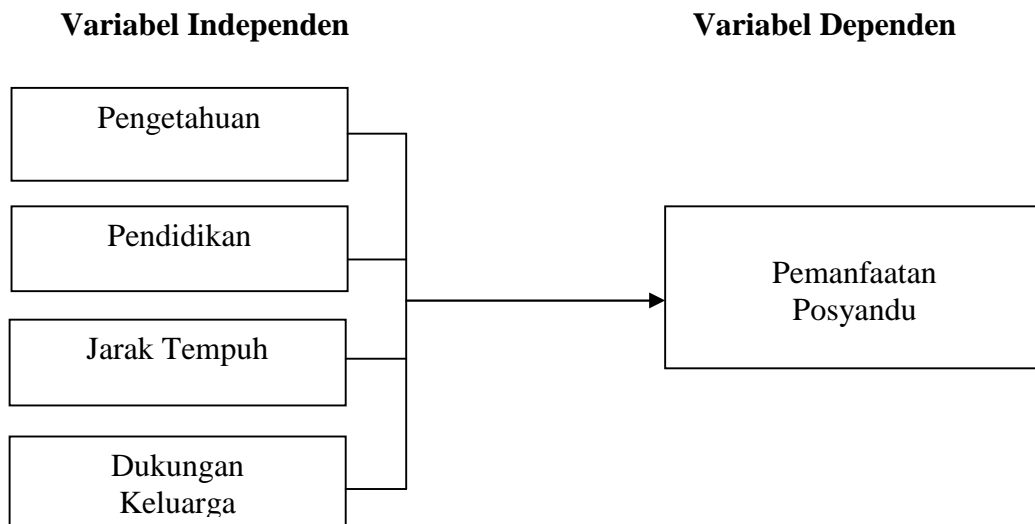 Variabel Independen
Variabel Dependen
Pengetahuan
Pendidikan
Jarak Tempuh
Dukungan
Keluarga
Pemanfaatan
Posyandu